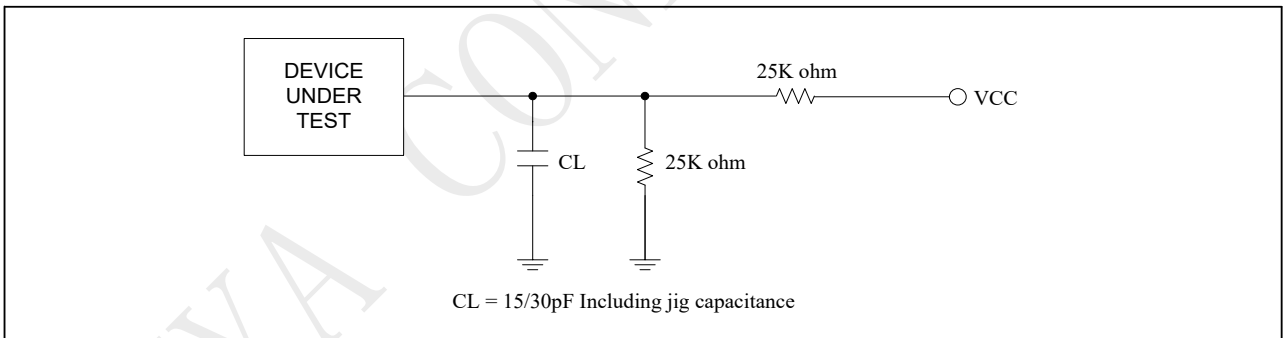 DEVICE
UNDER
TEST
25K ohm
VCC
CL
25K ohm
CL = 15/30pF Including jig capacitance